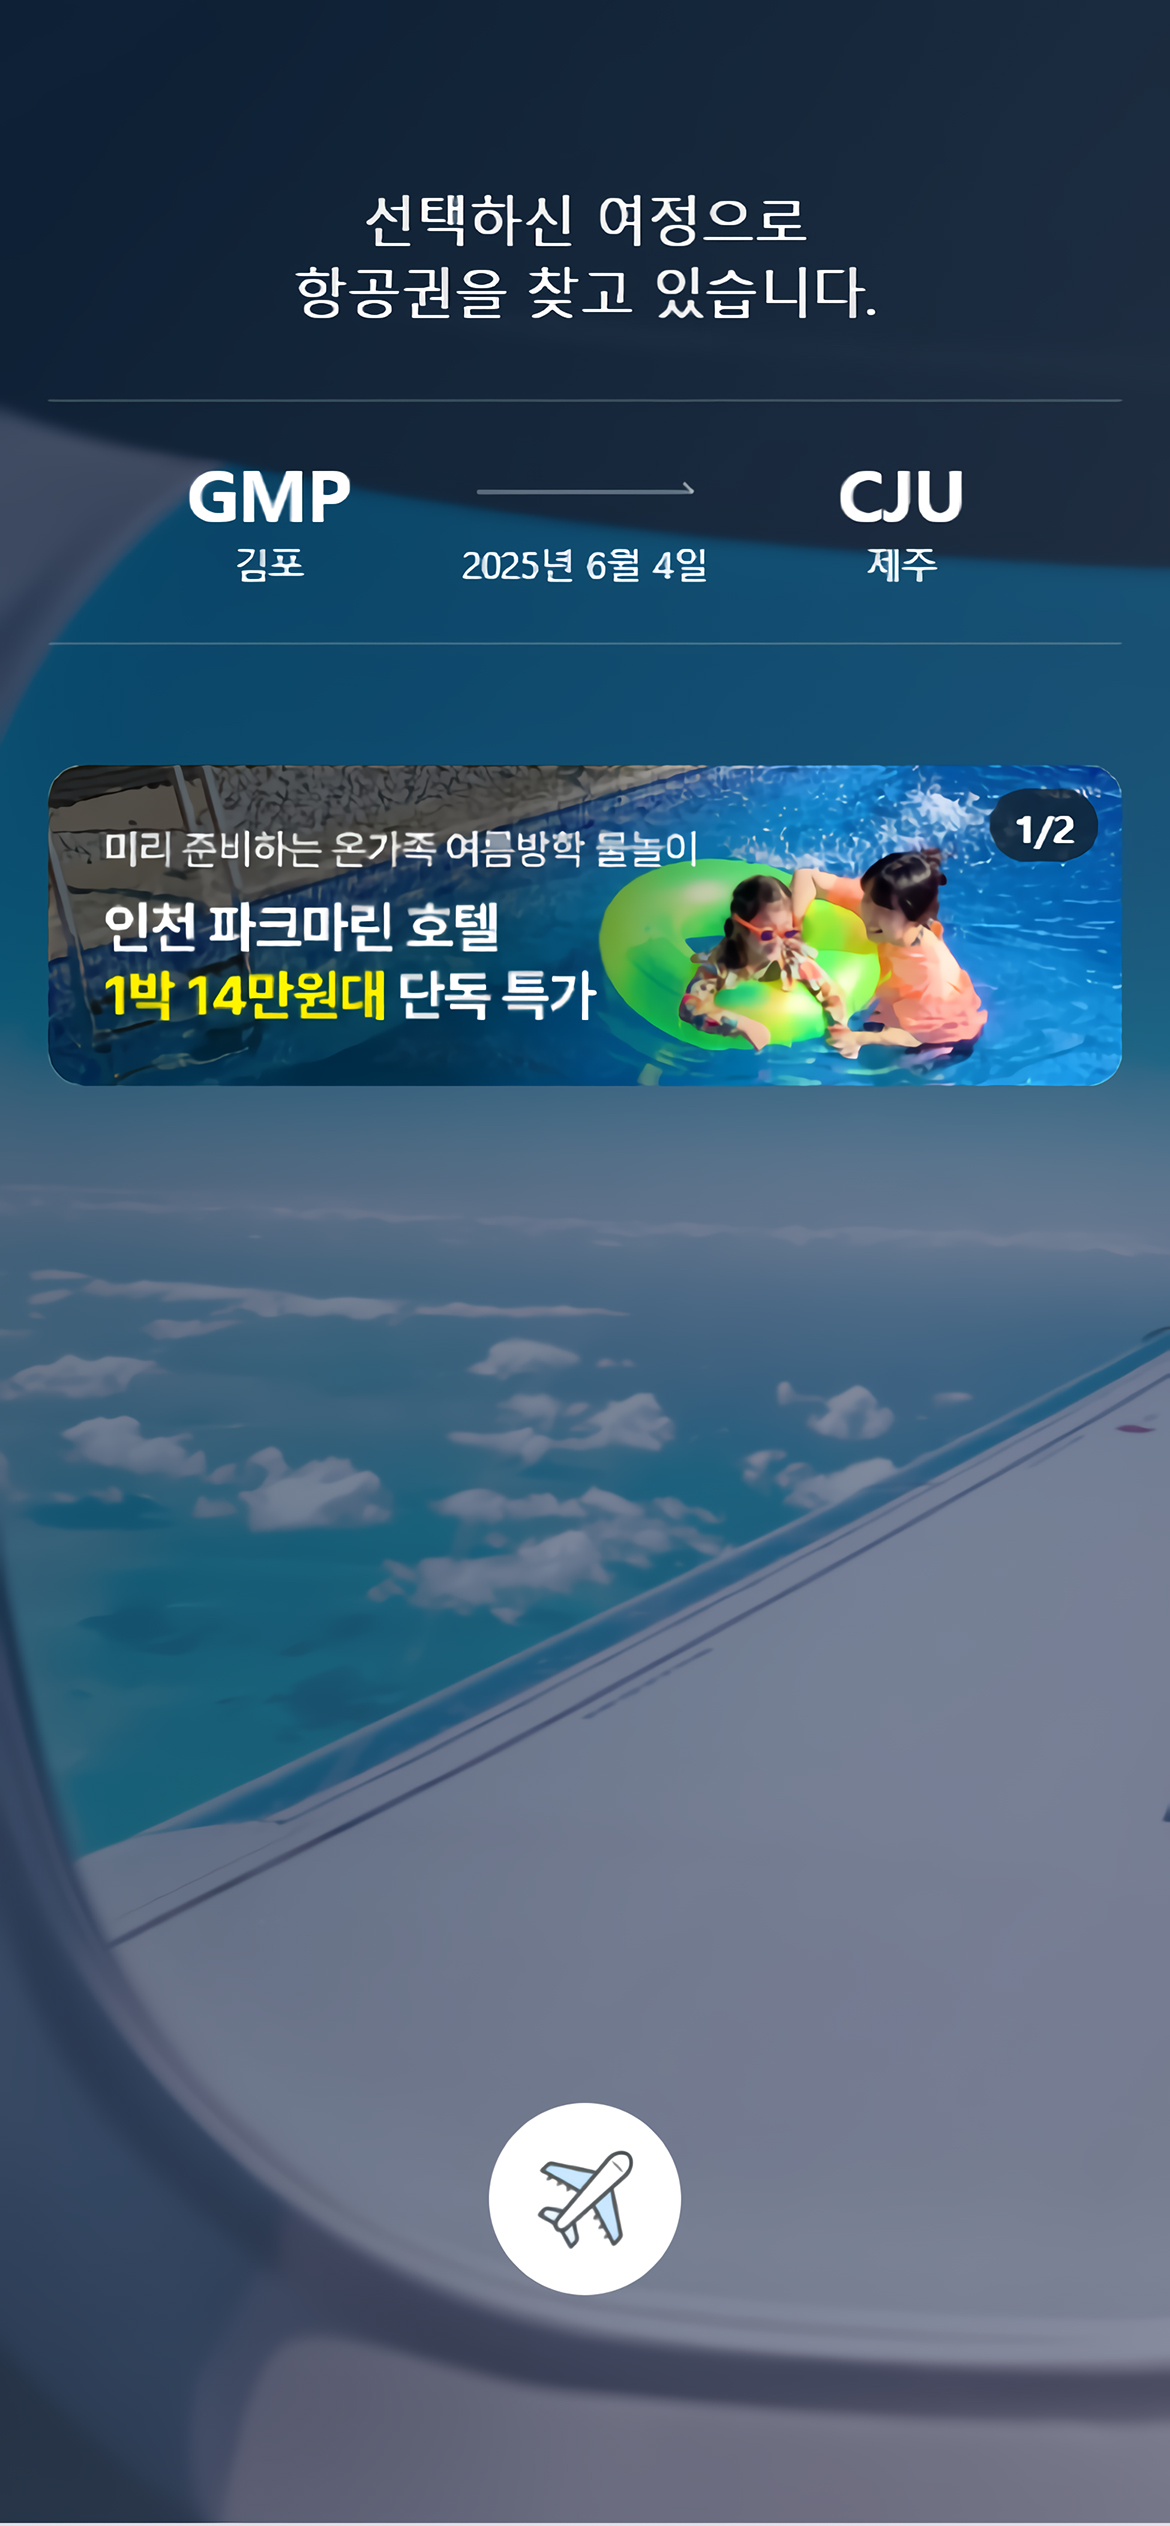 선택하신 여정으로
항공권을 찾고 있습니다.
GMP
CJU
김포
2025년 6월 4일
제주
1/2
미리 준비하는 온가족 여름방학 물놀이
인천 파크마린 호텔
1박 14만원대 단독 특가